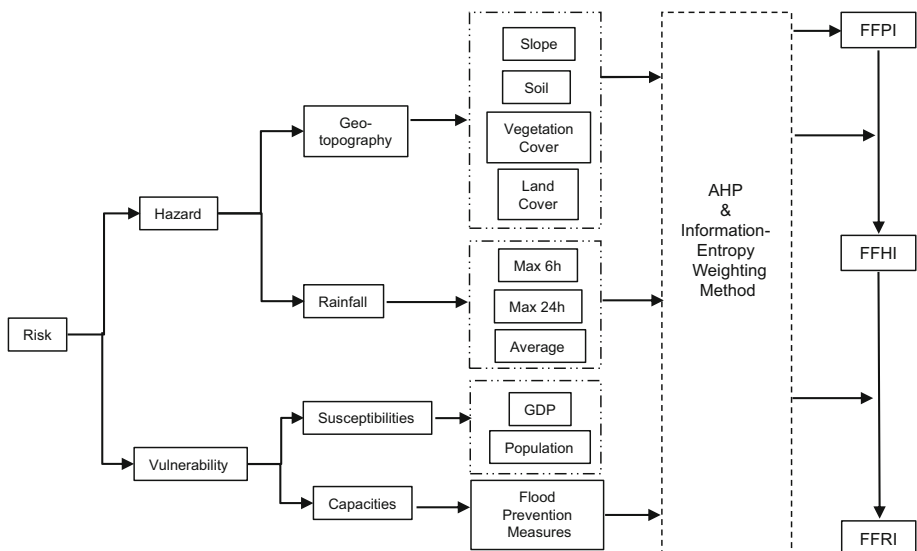 Risk
Hazard
Vulnerability
Geo-
topography
Rainfall
Susceptibilities
Capacities
Slope
Soil
Vegetation
Cover
Land
Cover
Max 6h
Max 24h
Average
GDP
Population
Flood
Prevention
Measures
AHP
&
Information-
Entropy
Weighting
Method
FFPI
FFHI
FFRI